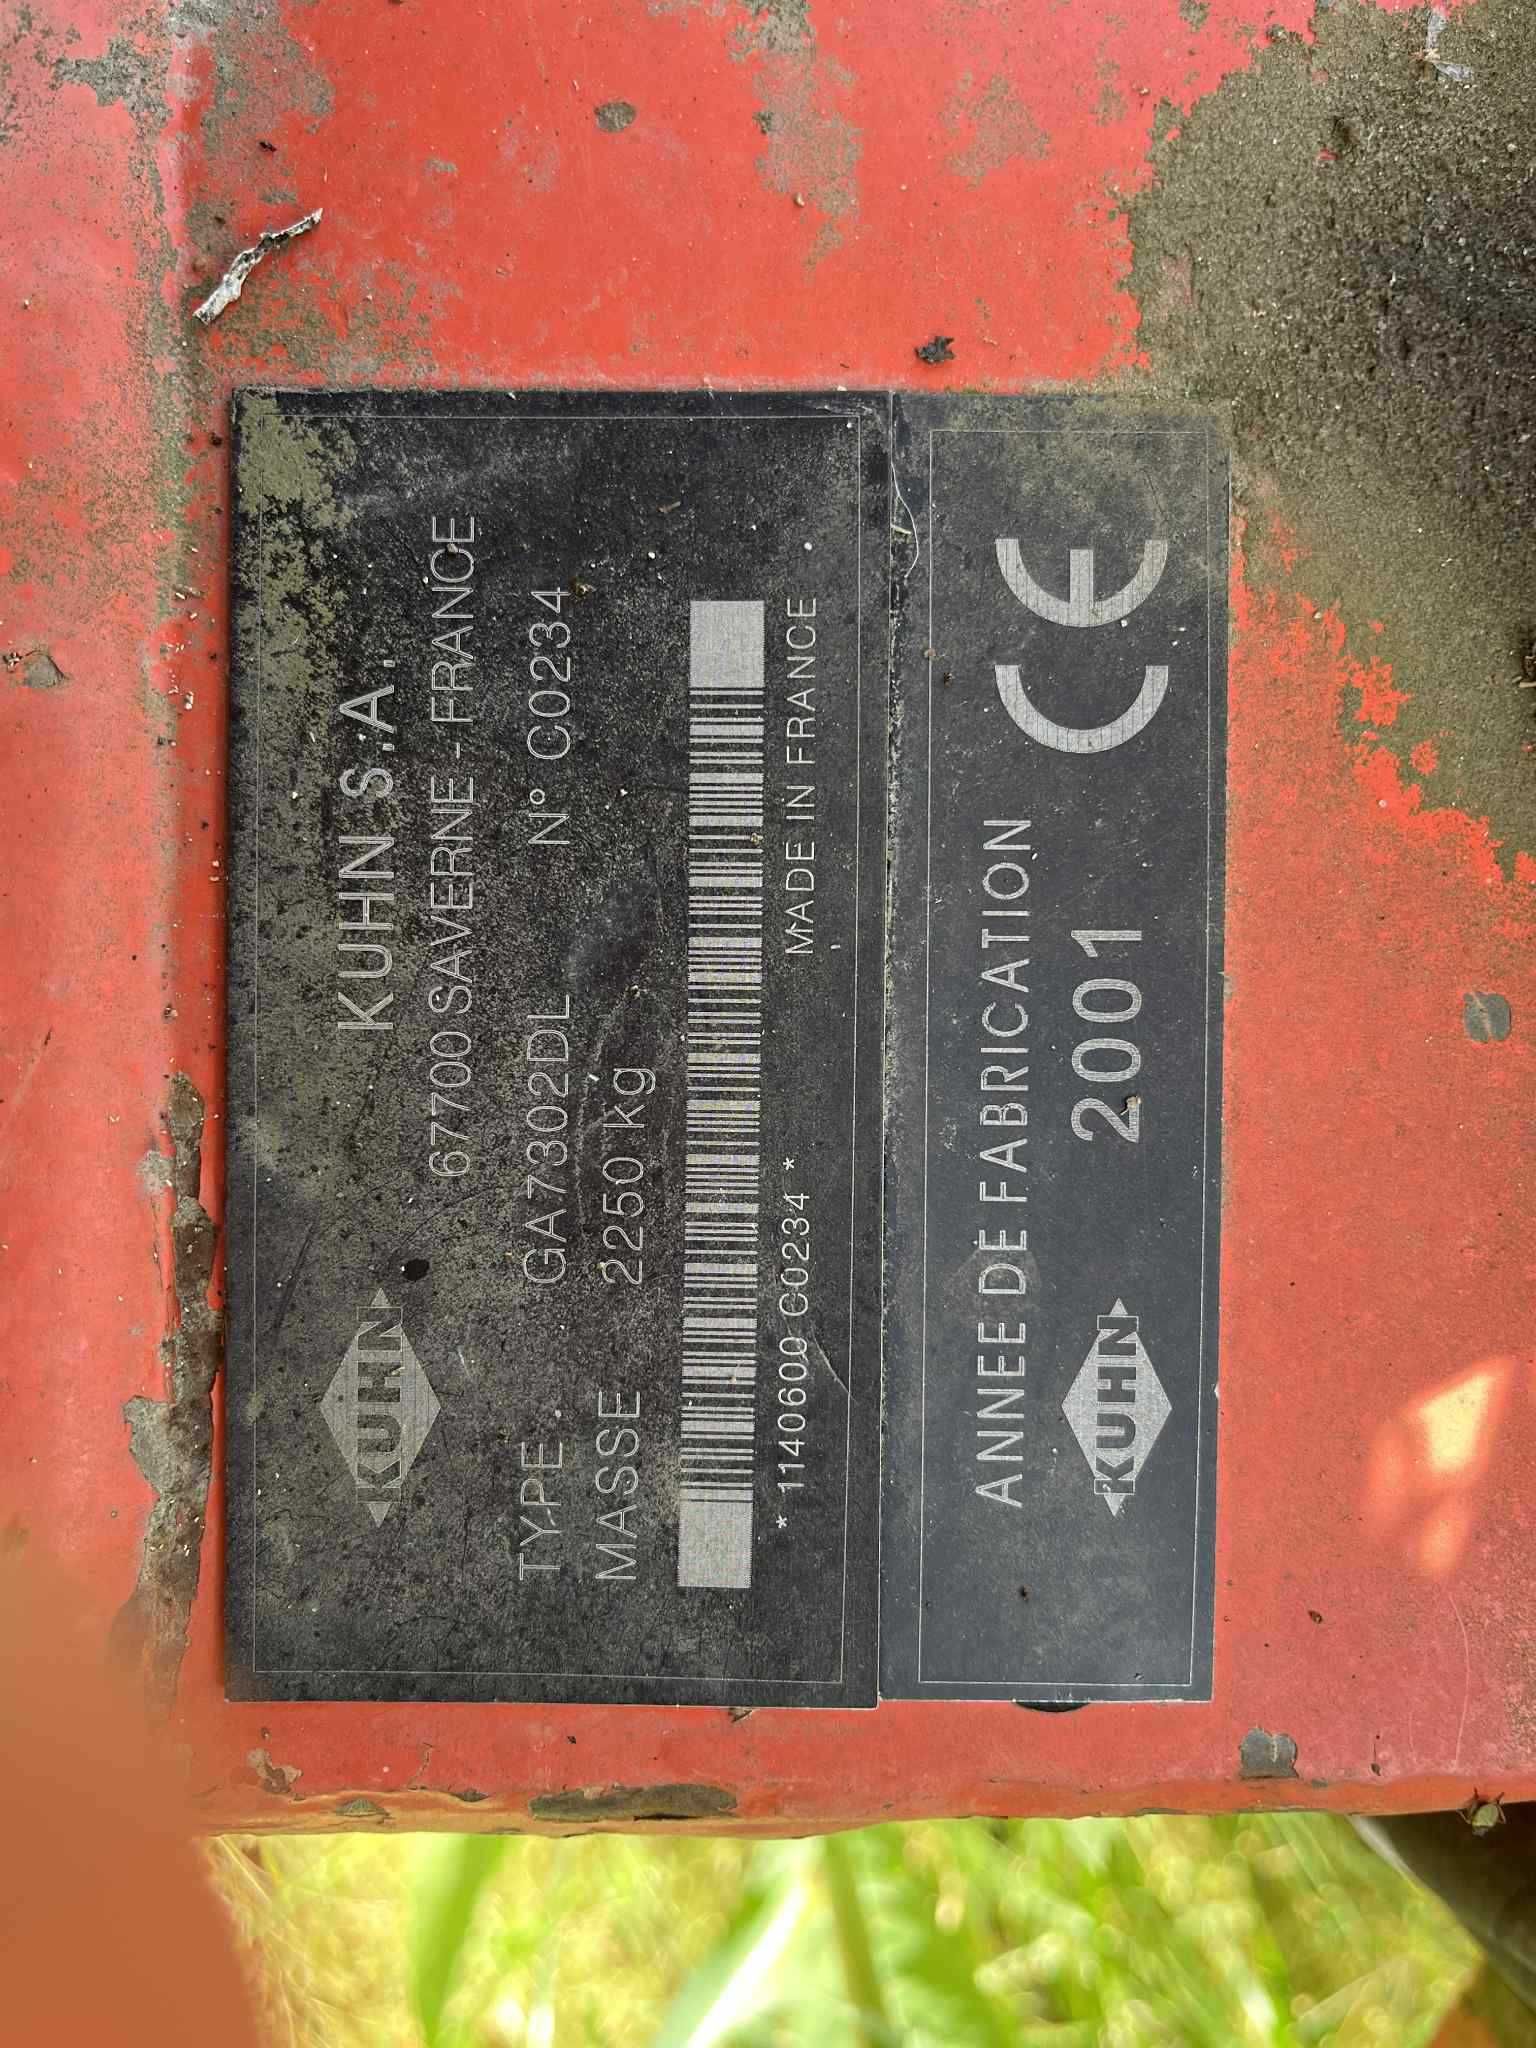 KUHN
KUHN S.A.
67700 SAVERNE - FRANCE
TYPE GA7302DL N° C0234
MASSE 2250 kg
* 1140600 C0234 * MADE IN FRANCE
ANNEE DE FABRICATION
KUHN 2001 CE